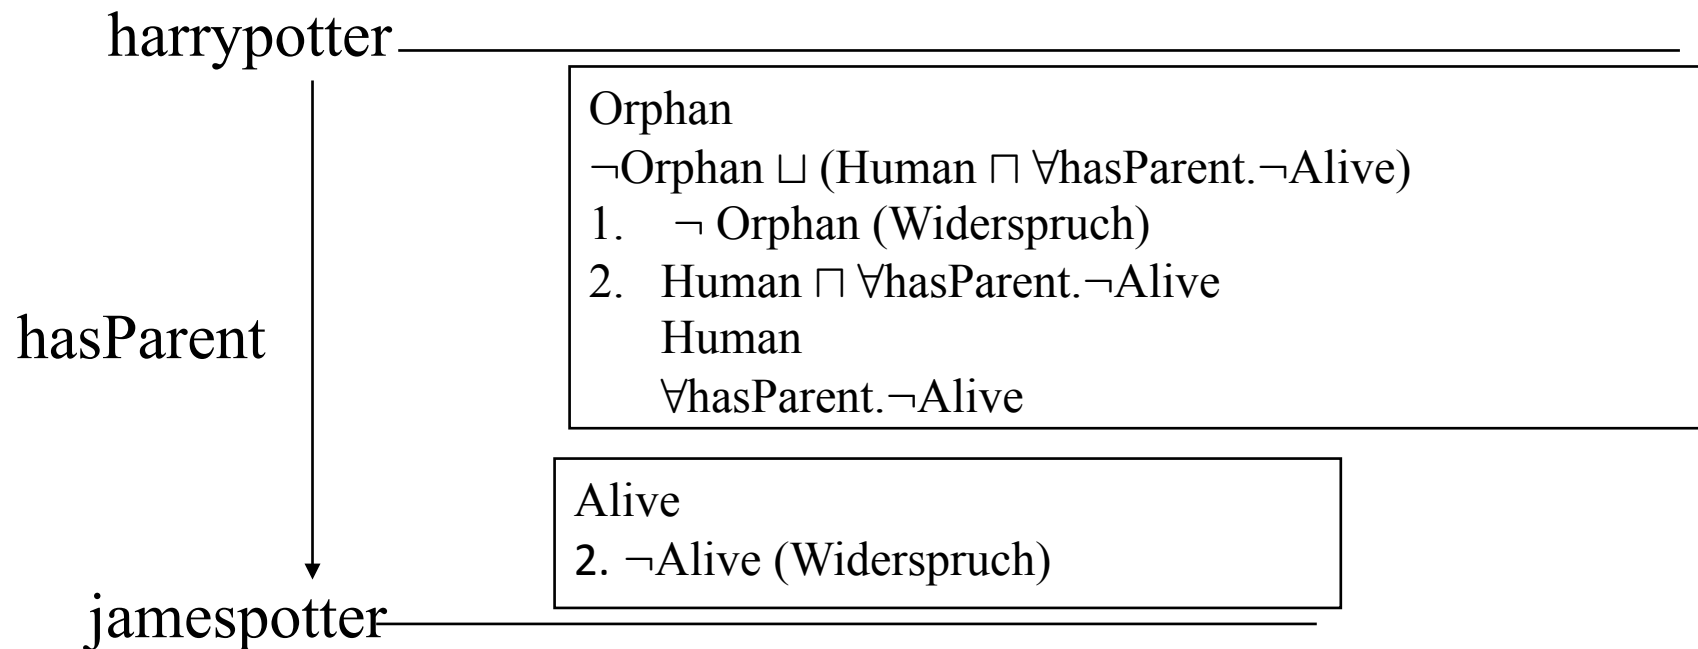 harrypotter
Orphan
¬Orphan ⊔ (Human ⊓ ∀hasParent.¬Alive)
1. ¬ Orphan (Widerspruch)
2. Human ⊓ ∀hasParent.¬Alive
Human
∀hasParent.¬Alive
hasParent
Alive
2. ¬Alive (Widerspruch)
jamespotter